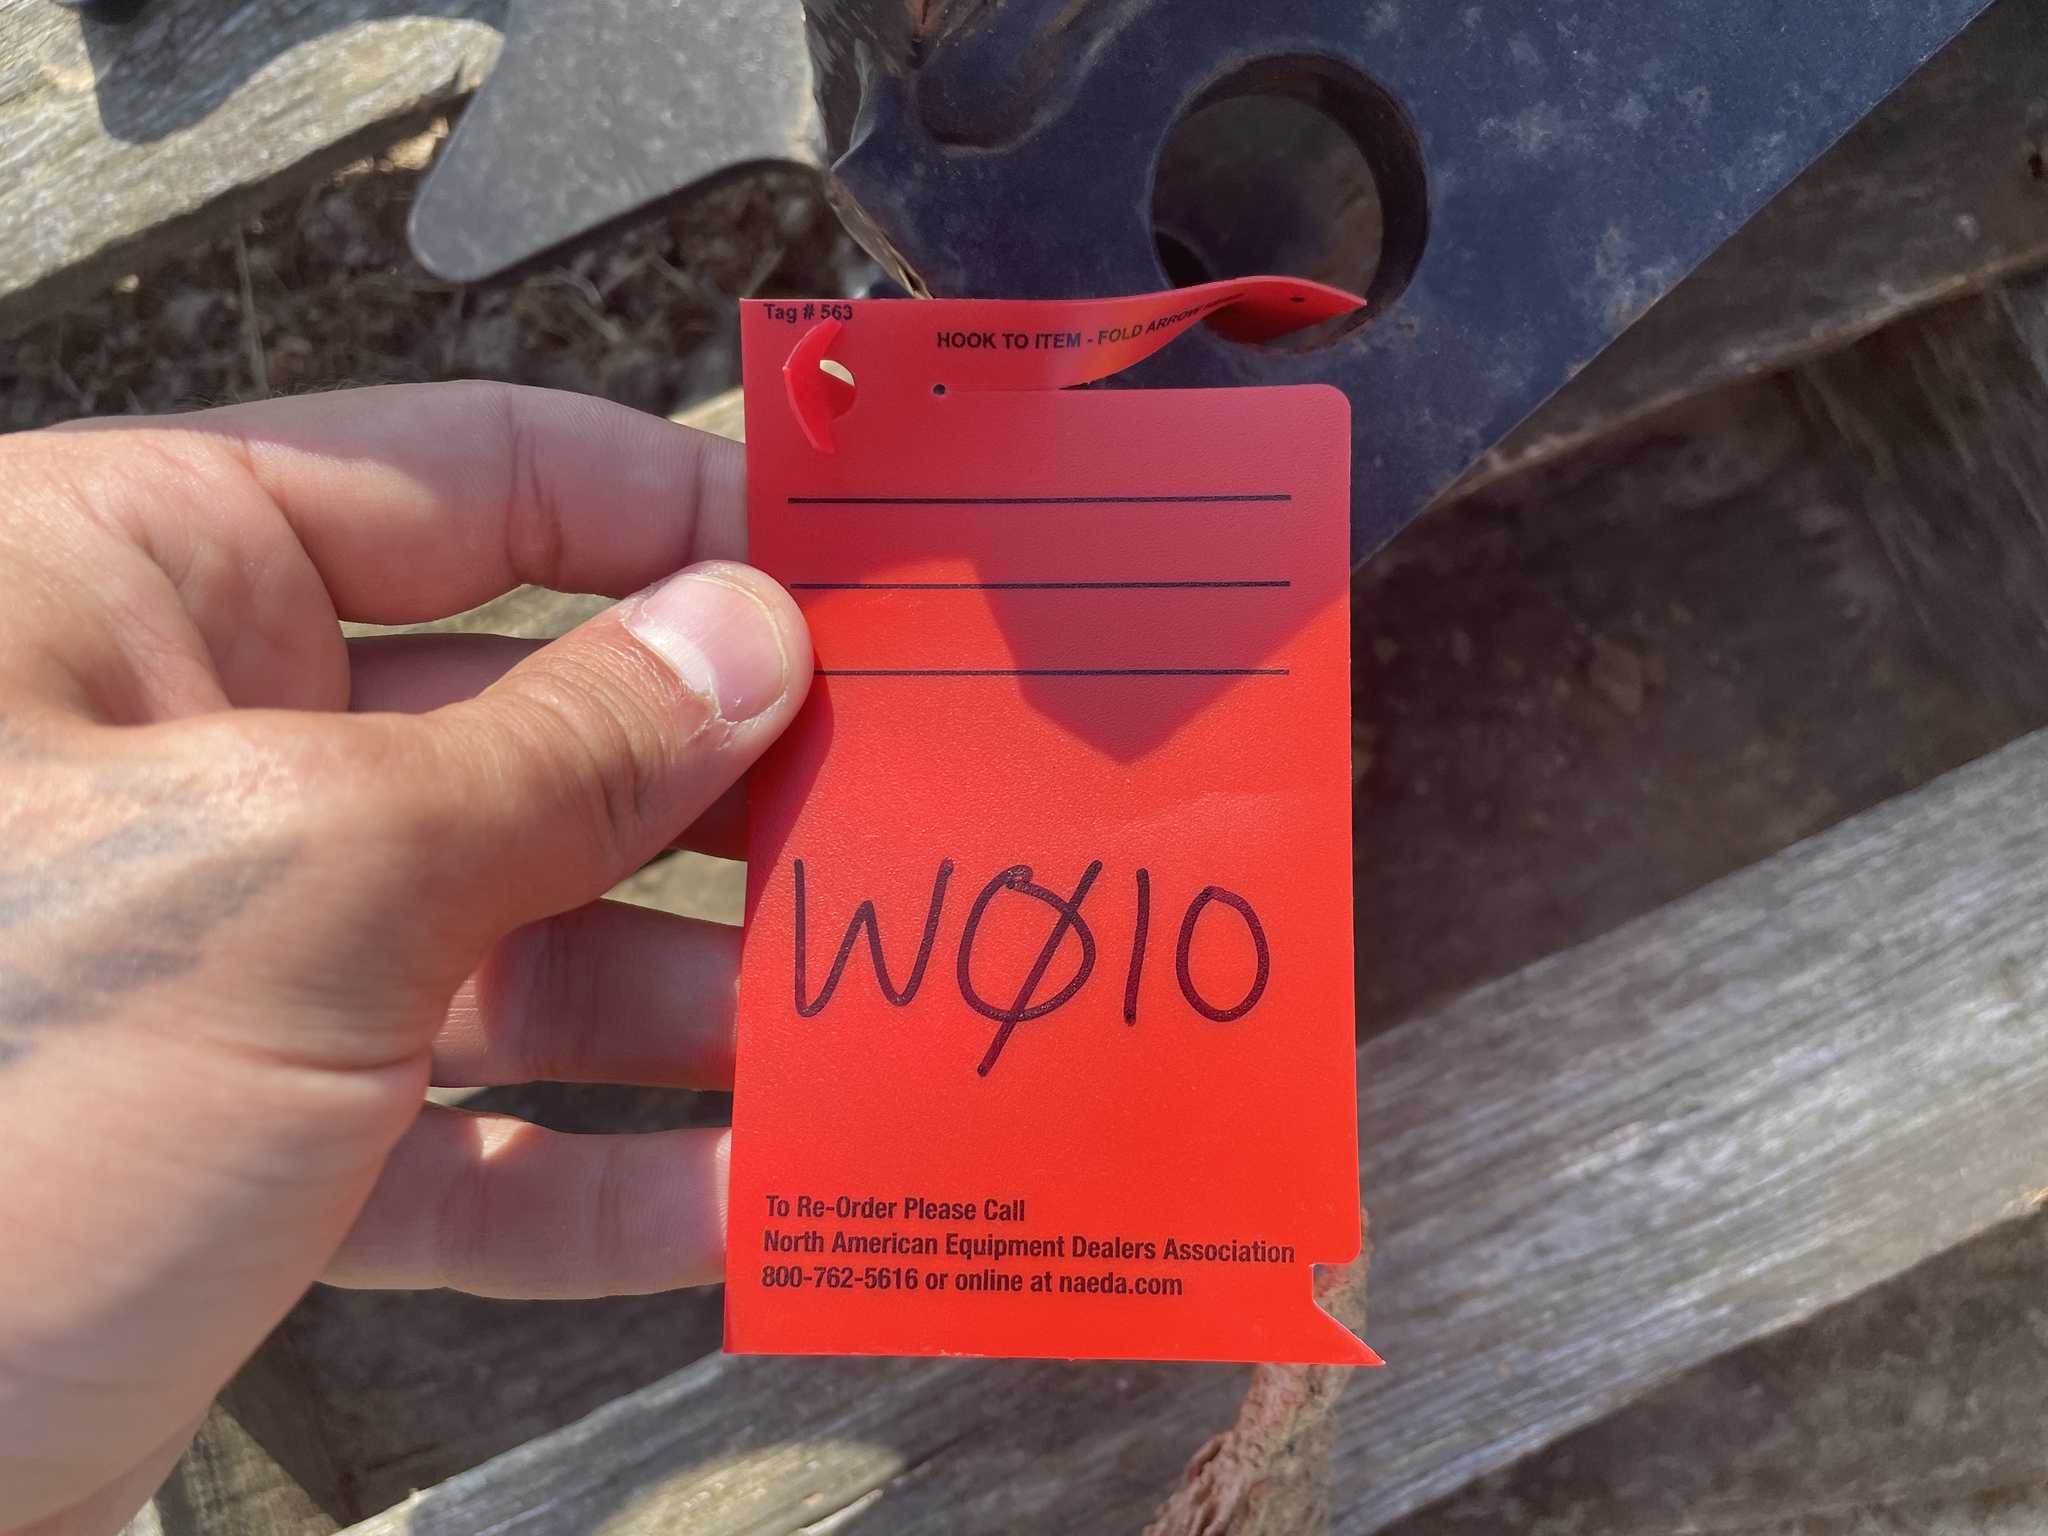 Tag # 563
HOOK TO ITEM - FOLD ARROW
WØ10
To Re-Order Please Call
North American Equipment Dealers Association
800-762-5616 or online at naeda.com